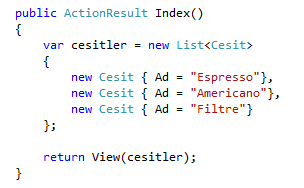 public ActionResult Index()
{
    var cesitler = new List<Cesit>
    {
        new Cesit { Ad = "Espresso"},
        new Cesit { Ad = "Americano"},
        new Cesit { Ad = "Filtre"}
    };

    return View(cesitler);
}